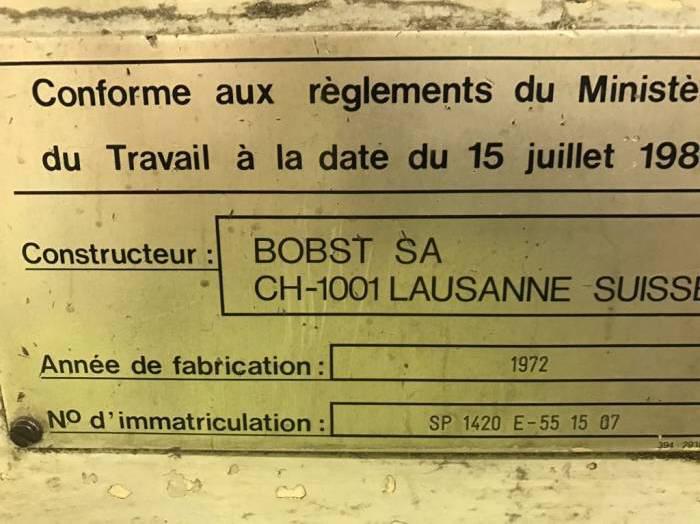 Conforme aux règlements du Ministè
du Travail à la date du 15 juillet 198
Constructeur :
BOBST SA
CH-1001 LAUSANNE SUISSE
Année de fabrication : 1972
Nº d'immatriculation : SP 1420 E-55 15 07